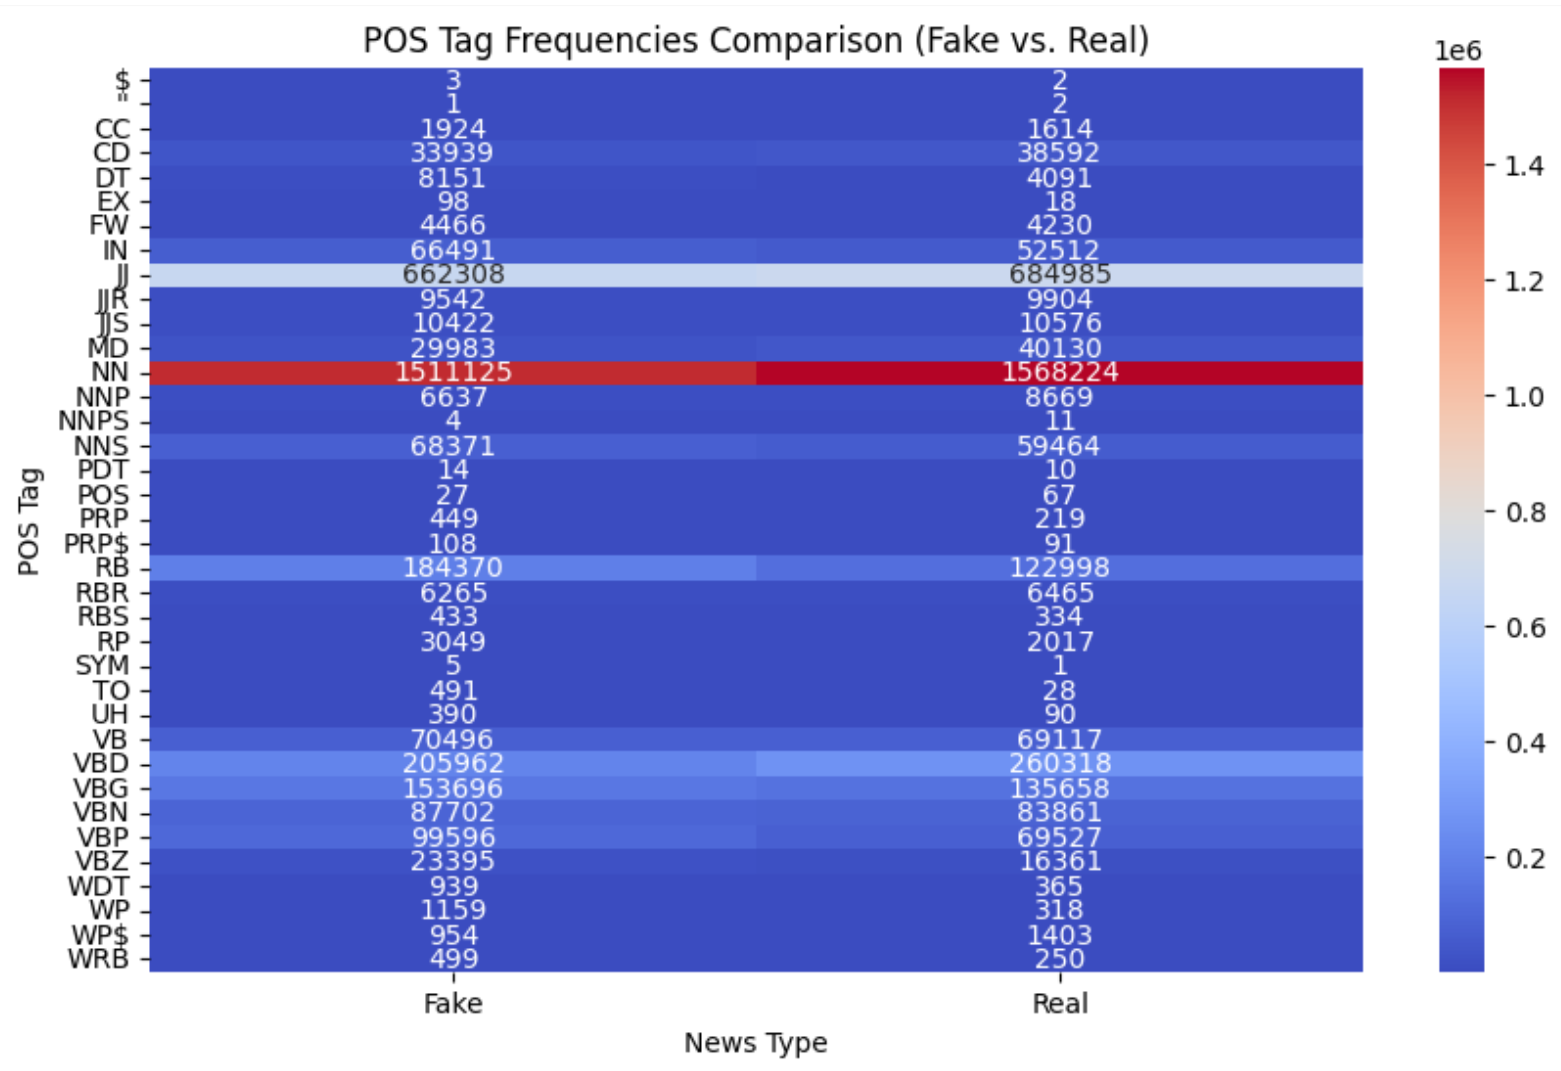 POS Tag Frequencies Comparison (Fake vs. Real)
1e6
$ 3 2
'' 1 2
CC 1924 1614
CD 33939 38592
DT 8151 4091
EX 98 18
FW 4466 4230
IN 66491 52512
JJ 662308 684985
JJR 9542 9904
JJS 10422 10576
MD 29983 40130
NN 1511125 1568224
NNP 6637 8669
NNPS 4 11
NNS 68371 59464
PDT 14 10
POS 27 67
PRP 449 219
PRP$ 108 91
RB 184370 122998
RBR 6265 6465
RBS 433 334
RP 3049 2017
SYM 5 1
TO 491 28
UH 390 90
VB 70496 69117
VBD 205962 260318
VBG 153696 135658
VBN 87702 83861
VBP 99596 69527
VBZ 23395 16361
WDT 939 365
WP 1159 318
WP$ 954 1403
WRB 499 250
Fake Real
News Type
POS Tag
1.4
1.2
1.0
0.8
0.6
0.4
0.2